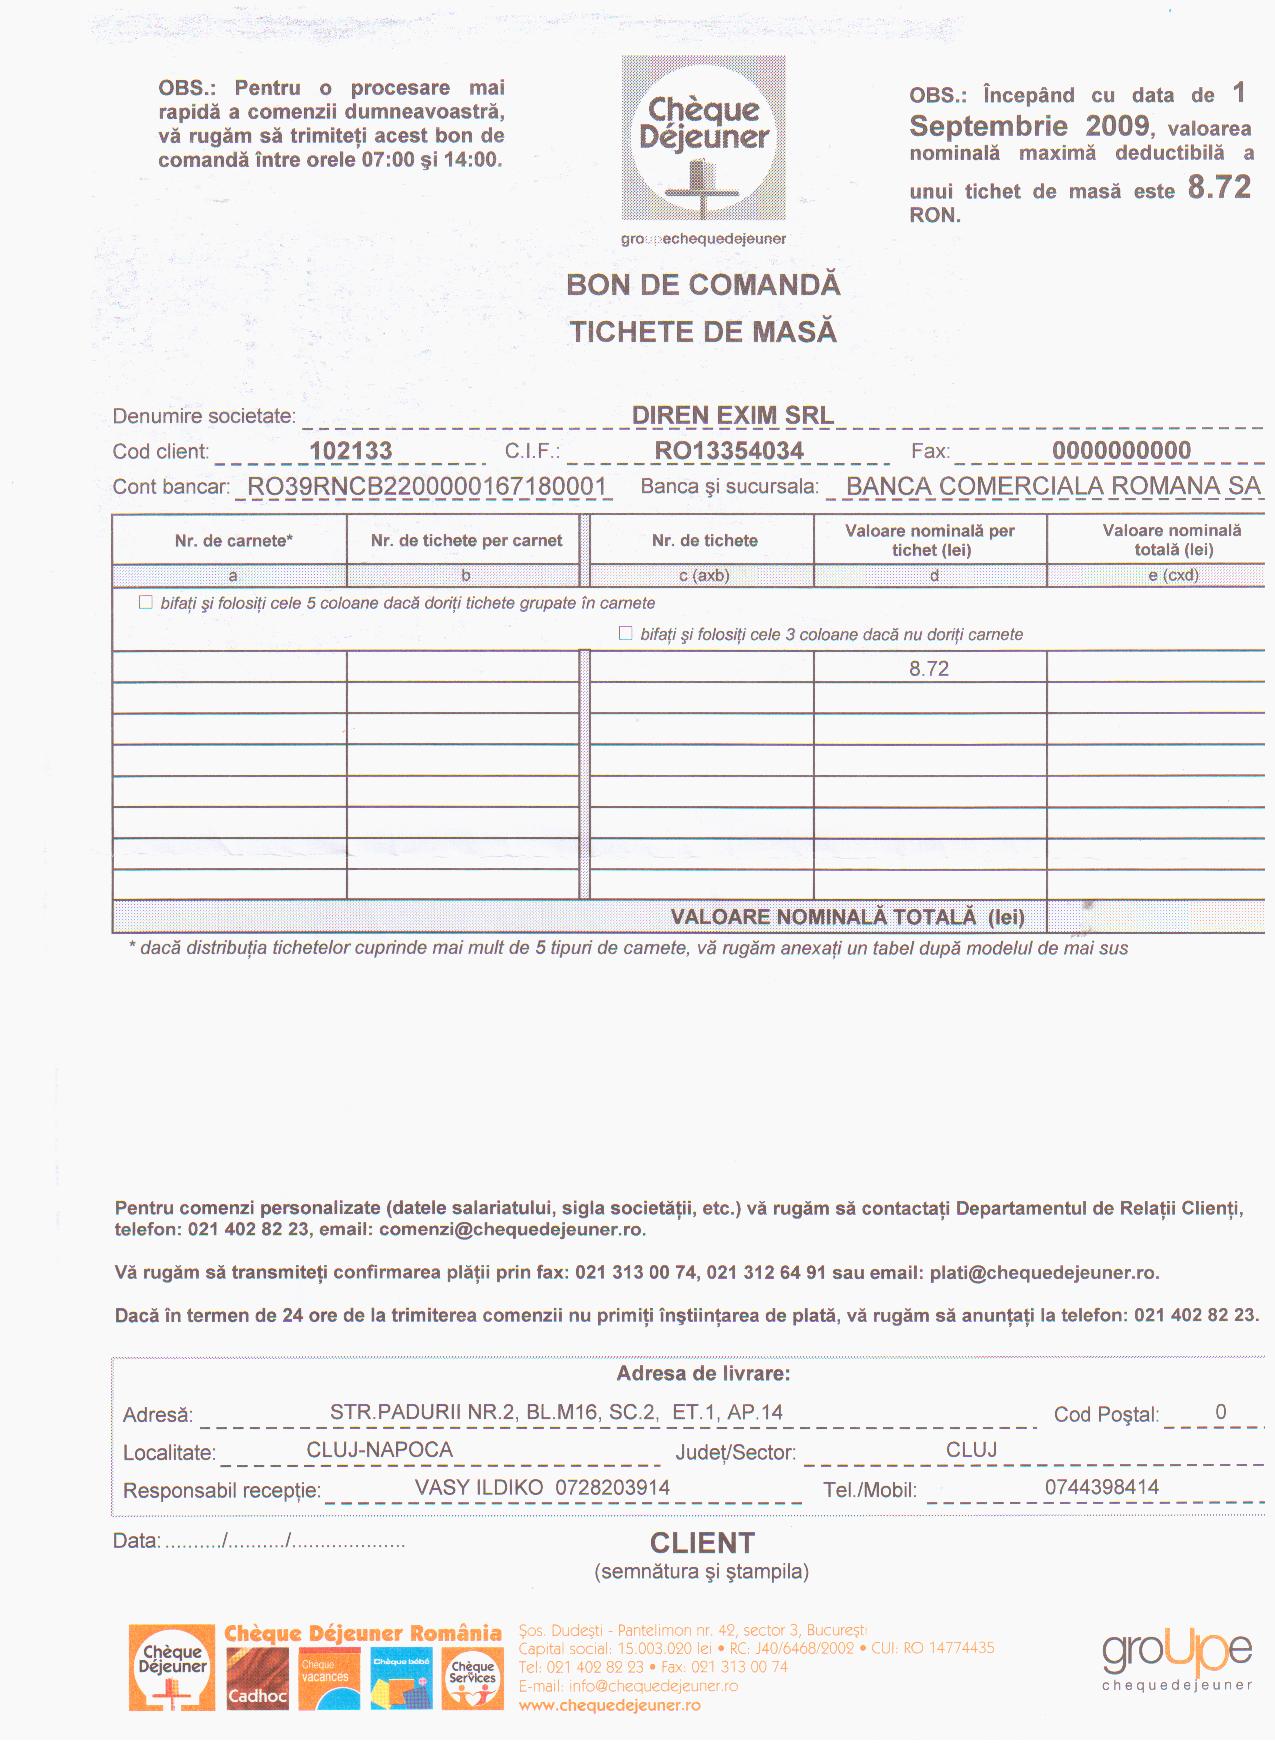 OBS.: Pentru o procesare mai
rapidă a comenzii dumneavoastră,
vă rugăm să trimiteţi acest bon de
comandă între orele 07:00 şi 14:00.
Chèque
Déjeuner
groupechequedejeuner
OBS.: Începând cu data de 1
Septembrie 2009, valoarea
nominală maximă deductibilă a
unui tichet de masă este 8.72
RON.
BON DE COMANDĂ
TICHETE DE MASĂ
Denumire societate: DIREN EXIM SRL
Cod client: 102133 C.I.F.: RO13354034 Fax: 0000000000
Cont bancar: RO39RNCB2200000167180001 Banca şi sucursala: BANCA COMERCIALA ROMANA SA
Nr. de carnete* Nr. de tichete per carnet Nr. de tichete Valoare nominală per tichet (lei) Valoare nominală totală (lei)
a b c (axb) d e (cxd)
bifaţi şi folosiţi cele 5 coloane dacă doriţi tichete grupate în carnete
bifaţi şi folosiţi cele 3 coloane dacă nu doriţi carnete
8.72
VALOARE NOMINALĂ TOTALĂ (lei)
* dacă distribuţia tichetelor cuprinde mai mult de 5 tipuri de carnete, vă rugăm anexaţi un tabel după modelul de mai sus
Pentru comenzi personalizate (datele salariatului, sigla societăţii, etc.) vă rugăm să contactaţi Departamentul de Relaţii Clienţi,
telefon: 021 402 82 23, email: comenzi@chequedejeuner.ro.
Vă rugăm să transmiteţi confirmarea plăţii prin fax: 021 313 00 74, 021 312 64 91 sau email: plati@chequedejeuner.ro.
Dacă în termen de 24 ore de la trimiterea comenzii nu primiţi înştiinţarea de plată, vă rugăm să anunţaţi la telefon: 021 402 82 23.
Adresa de livrare:
Adresă: STR.PADURII NR.2, BL.M16, SC.2, ET.1, AP.14 Cod Poştal: 0
Localitate: CLUJ-NAPOCA Judeţ/Sector: CLUJ
Responsabil recepţie: VASY ILDIKO 0728203914 Tel./Mobil: 0744398414
Data: ........../........../....................
CLIENT
(semnătura şi ştampila)
Chèque
Déjeuner
Chèque Déjeuner România
Cadhoc
Chèque
vacances
Chèque bébé
Chèque
Services
Şos. Dudeşti - Pantelimon nr. 42, sector 3, Bucureşti
Capital social: 15.003.020 lei • RC: J40/6468/2002 • CUI: RO 14774435
Tel: 021 402 82 23 • Fax: 021 313 00 74
E-mail: info@chequedejeuner.ro
www.chequedejeuner.ro
groUpe
chequedejeuner